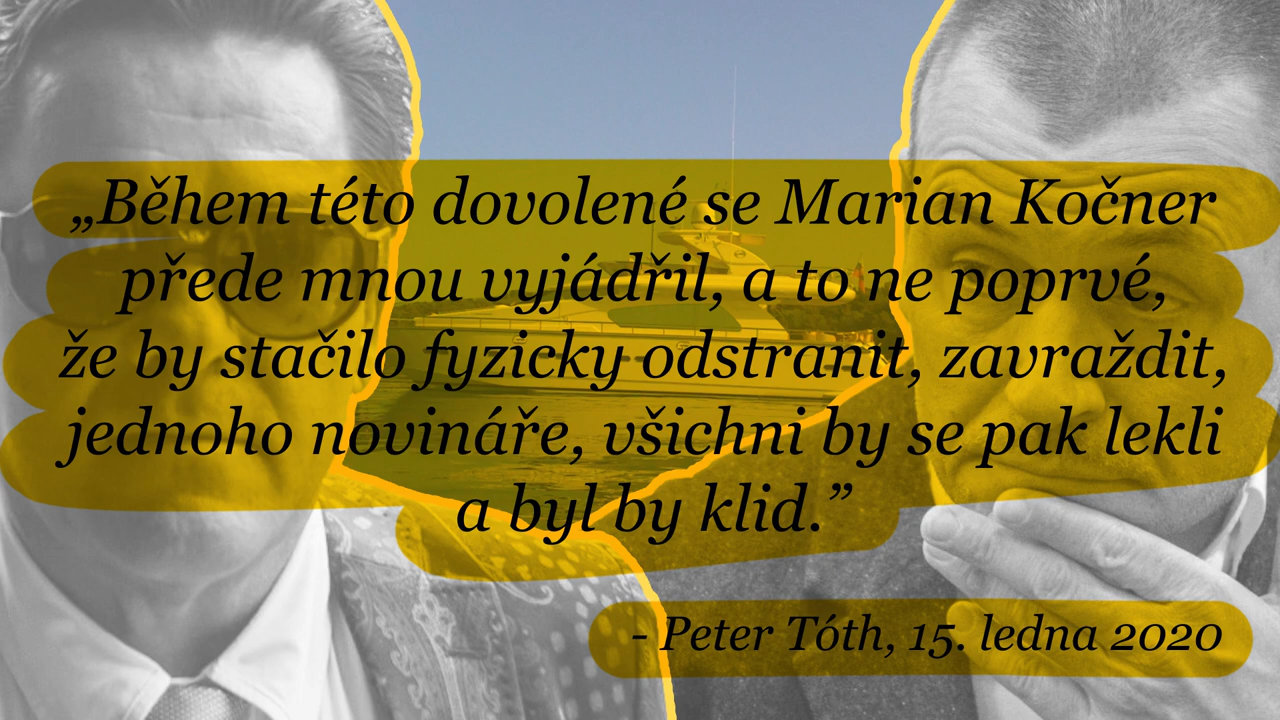 „Během této dovolené se Marian Kočner
přede mnou vyjádřil, a to ne poprvé,
že by stačilo fyzicky odstranit, zavraždit,
jednoho novináře, všichni by se pak lekli
a byl by klid.”
- Peter Tóth, 15. ledna 2020